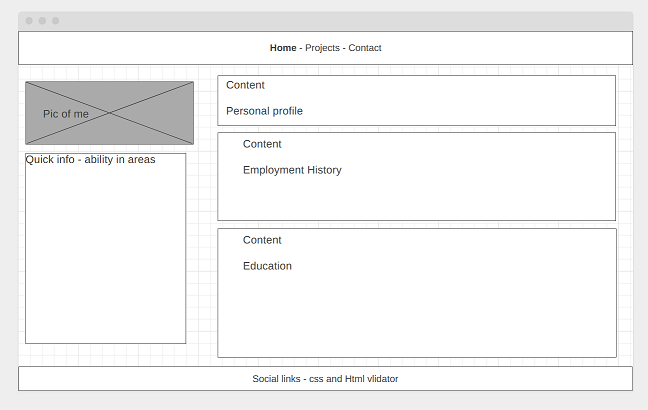 Home - Projects - Contact
Pic of me
Quick info - ability in areas
Content
Personal profile
Content
Employment History
Content
Education
Social links - css and Html vlidator